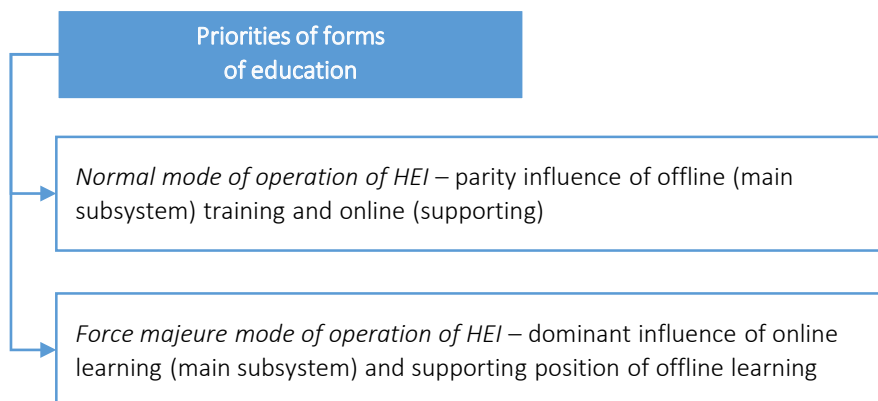 Priorities of forms
of education
Normal mode of operation of HEI – parity influence of offline (main
subsystem) training and online (supporting)
Force majeure mode of operation of HEI – dominant influence of online
learning (main subsystem) and supporting position of offline learning